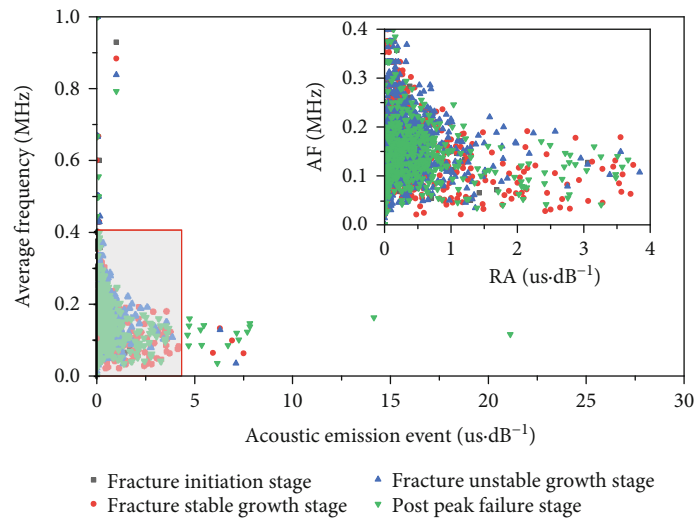 1.0
0.8
0.6
0.4
0.2
0.0
Average frequency (MHz)
0 5 10 15 20 25 30
Acoustic emission event (us·dB⁻¹)
0.4
0.3
0.2
0.1
0.0
AF (MHz)
0 1 2 3 4
RA (us·dB⁻¹)
Fracture initiation stage
Fracture stable growth stage
Fracture unstable growth stage
Post peak failure stage